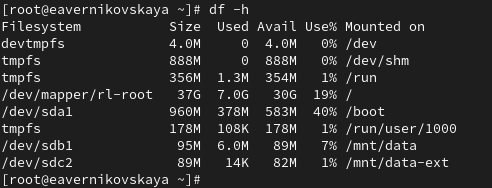 [root@eavernikovskaya ~]# df -h
Filesystem           Size  Used Avail Use% Mounted on
devtmpfs             4.0M     0  4.0M   0% /dev
tmpfs                888M     0  888M   0% /dev/shm
tmpfs                356M  1.3M  354M   1% /run
/dev/mapper/rl-root   37G  7.0G   30G  19% /
/dev/sda1            960M  378M  583M  40% /boot
tmpfs                178M  108K  178M   1% /run/user/1000
/dev/sdb1             95M  6.0M   89M   7% /mnt/data
/dev/sdc2             89M   14K   82M   1% /mnt/data-ext
[root@eavernikovskaya ~]#